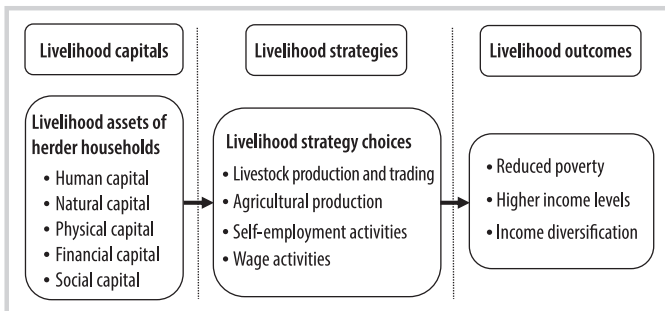 Livelihood capitals
Livelihood strategies
Livelihood outcomes
Livelihood assets of
herder households
• Human capital
• Natural capital
• Physical capital
• Financial capital
• Social capital
Livelihood strategy choices
• Livestock production and trading
• Agricultural production
• Self-employment activities
• Wage activities
• Reduced poverty
• Higher income levels
• Income diversification